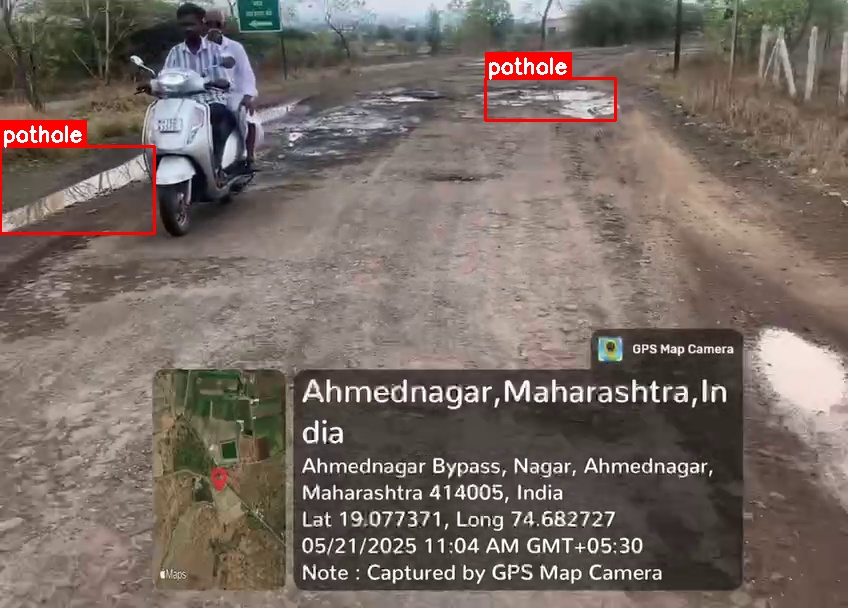 pothole
pothole
GPS Map Camera
Ahmednagar,Maharashtra,In
dia
Ahmednagar Bypass, Nagar, Ahmednagar,
Maharashtra 414005, India
Lat 19.077371, Long 74.682727
05/21/2025 11:04 AM GMT+05:30
Note : Captured by GPS Map Camera
Maps